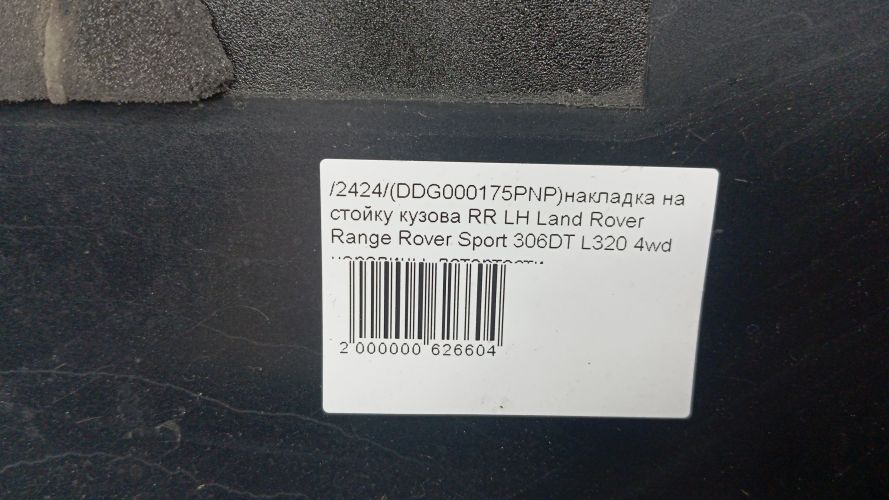 /2424/(DDG000175PNP)накладка на
стойку кузова RR LH Land Rover
Range Rover Sport 306DT L320 4wd
2 000000 626604